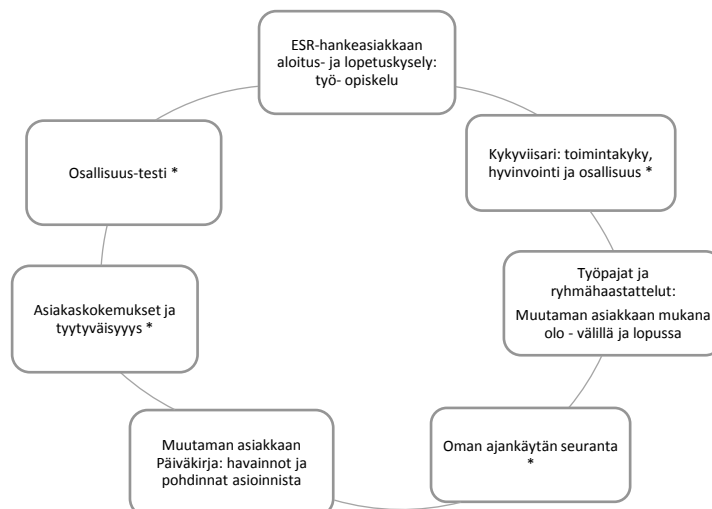 ESR-hankeasiakkaan
aloitus- ja lopetuskysely:
työ- opiskelu
Kykyviisari: toimintakyky,
hyvinvointi ja osallisuus *
Työpajat ja
ryhmähaastattelut:
Muutaman asiakkaan mukana
olo - välillä ja lopussa
Oman ajankäytän seuranta
*
Muutaman asiakkaan
Päiväkirja: havainnot ja
pohdinnat asioinnista
Asiakaskokemukset ja
tyytyväisyyys *
Osallisuus-testi *